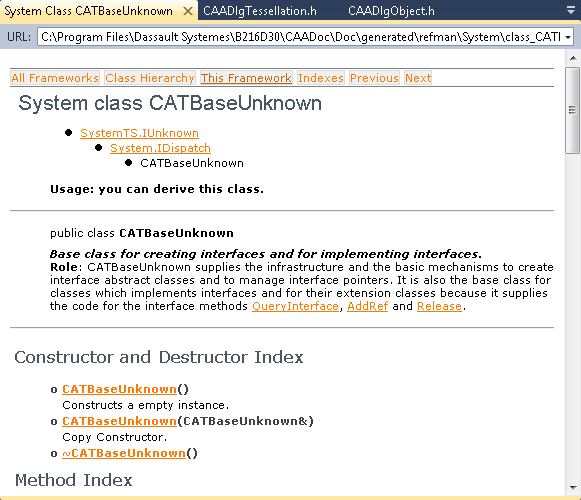 System Class CATBaseUnknown CAADlgTessellation.h CAADlgObject.h
URL: C:\Program Files\Dassault Systemes\B216D30\CAADoc\Doc\generated\refman\System\class_CATI
All Frameworks Class Hierarchy This Framework Indexes Previous Next
System class CATBaseUnknown
SystemTS.IUnknown
System.IDispatch
CATBaseUnknown
Usage: you can derive this class.
public class CATBaseUnknown
Base class for creating interfaces and for implementing interfaces.
Role: CATBaseUnknown supplies the infrastructure and the basic mechanisms to create
interface abstract classes and to manage interface pointers. It is also the base class for
classes which implements interfaces and for their extension classes because it supplies
the code for the interface methods QueryInterface, AddRef and Release.
Constructor and Destructor Index
o CATBaseUnknown()
Constructs a empty instance.
o CATBaseUnknown(CATBaseUnknown&)
Copy Constructor.
o ~CATBaseUnknown()
Method Index